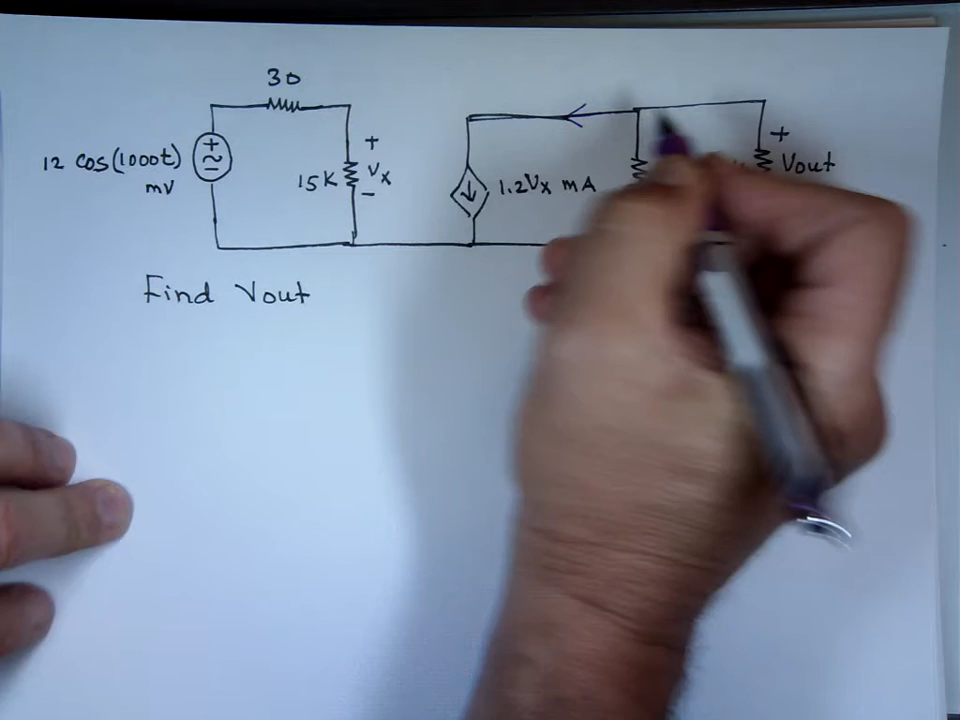 30
12 cos(1000t)
mV
+
~
-
15K
+
Vx
-
1.2Vx mA
+
Vout
Find Vout